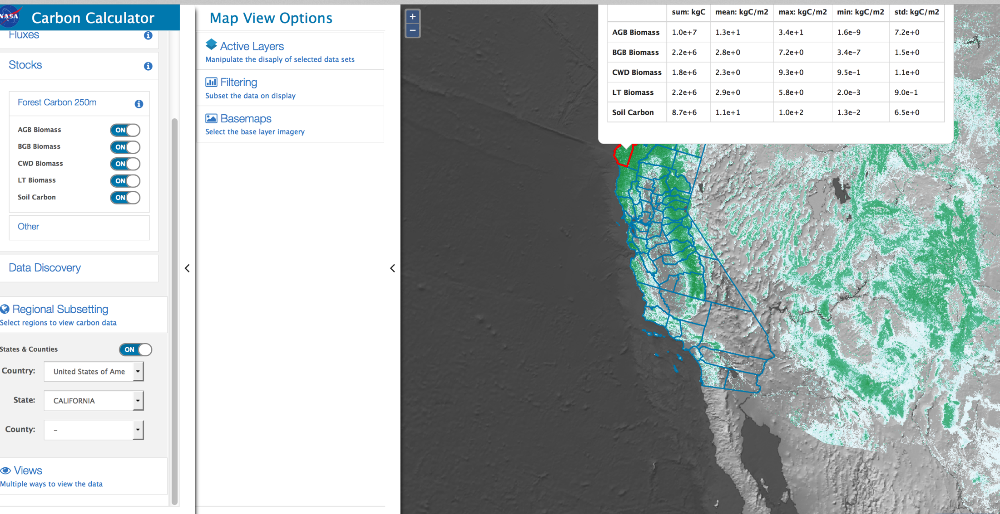 NASA
Carbon Calculator
Fluxes
Stocks
Forest Carbon 250m
AGB Biomass ON
BGB Biomass ON
CWD Biomass ON
LT Biomass ON
Soil Carbon ON
Other
Data Discovery
Regional Subsetting
Select regions to view carbon data
States & Counties ON
Country: United States of Ame
State: CALIFORNIA
County: –
Views
Multiple ways to view the data
Map View Options
Active Layers
Manipulate the disaply of selected data sets
Filtering
Subset the data on display
Basemaps
Select the base layer imagery
+
−
sum: kgC mean: kgC/m2 max: kgC/m2 min: kgC/m2 std: kgC/m2
AGB Biomass 1.0e+7 1.3e+1 3.4e+1 1.6e-9 7.2e+0
BGB Biomass 2.2e+6 2.8e+0 7.2e+0 3.4e-7 1.5e+0
CWD Biomass 1.8e+6 2.3e+0 9.3e+0 9.5e-1 1.1e+0
LT Biomass 2.2e+6 2.9e+0 5.8e+0 2.0e-3 9.0e-1
Soil Carbon 8.7e+6 1.1e+1 1.0e+2 1.3e-2 6.5e+0